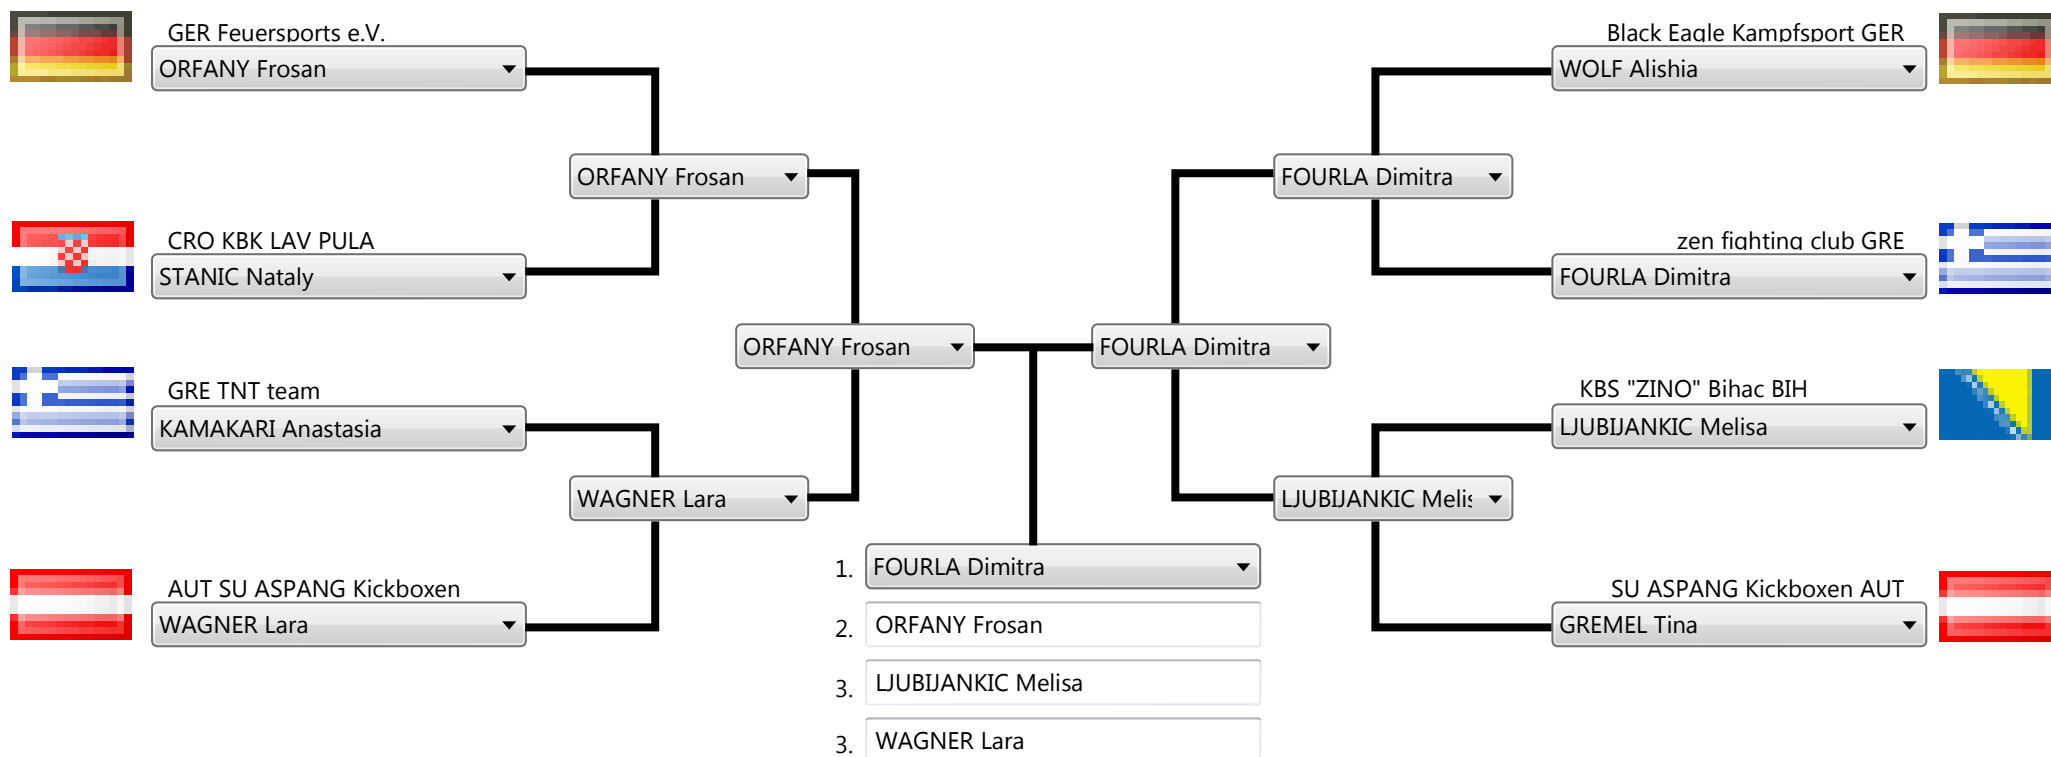 GER Feuersports e.V.
ORFANY Frosan
Black Eagle Kampfsport GER
WOLF Alishia
ORFANY Frosan
FOURLA Dimitra
CRO KBK LAV PULA
STANIC Nataly
zen fighting club GRE
FOURLA Dimitra
ORFANY Frosan
FOURLA Dimitra
GRE TNT team
KAMAKARI Anastasia
KBS "ZINO" Bihac BIH
LJUBIJANKIC Melisa
WAGNER Lara
LJUBIJANKIC Melis
AUT SU ASPANG Kickboxen
WAGNER Lara
SU ASPANG Kickboxen AUT
GREMEL Tina
1. FOURLA Dimitra
2. ORFANY Frosan
3. LJUBIJANKIC Melisa
3. WAGNER Lara